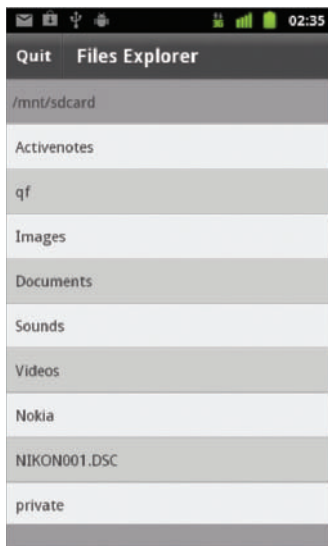 02:35
Quit Files Explorer
/mnt/sdcard
Activenotes
qf
Images
Documents
Sounds
Videos
Nokia
NIKON001.DSC
private